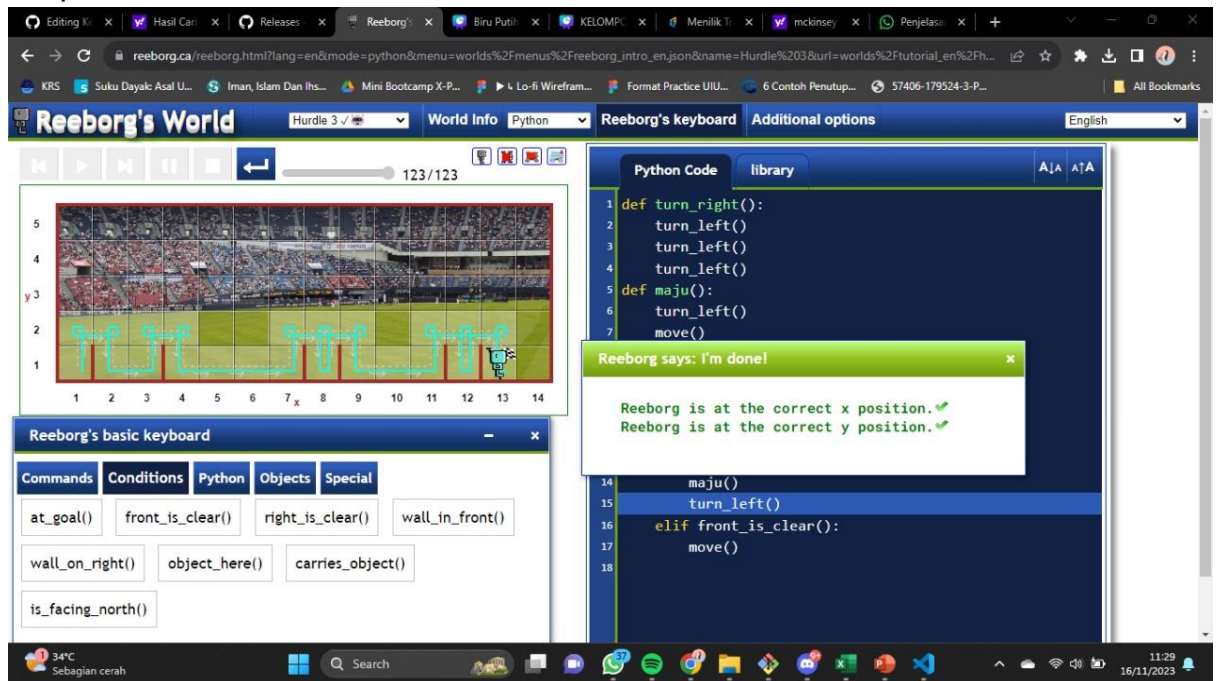 Editing Ke
Hasil Cari
Releases ·
Reeborg's
Biru Putih
KELOMPO
Menilik Tr
mckinsey
Penjelasa
reeborg.ca/reeborg.html?lang=en&mode=python&menu=worlds%2Fmenus%2Freeborg_intro_en.json&name=Hurdle%203&url=worlds%2Ftutorial_en%2Fh...
KRS
Suku Dayak: Asal U...
Iman, Islam Dan Ihs...
Mini Bootcamp X-P...
▶ ↳ Lo-fi Wirefram...
Format Practice UIU...
6 Contoh Penutup...
57406-179524-3-P...
All Bookmarks
Reeborg's World
Hurdle 3 ✓
World Info
Python
Reeborg's keyboard
Additional options
English
123/123
Python Code
library
A↓A A↑A
5
4
y 3
2
1
1 2 3 4 5 6 7 x 8 9 10 11 12 13 14
1 def turn_right():
2     turn_left()
3     turn_left()
4     turn_left()
5 def maju():
6     turn_left()
7     move()
Reeborg says: I'm done! ×
Reeborg is at the correct x position.✔
Reeborg is at the correct y position.✔
14         maju()
15         turn_left()
16     elif front_is_clear():
17         move()
18
Reeborg's basic keyboard – ×
Commands Conditions Python Objects Special
at_goal() front_is_clear() right_is_clear() wall_in_front()
wall_on_right() object_here() carries_object()
is_facing_north()
1
34°C
Sebagian cerah
Search
37
11:29
16/11/2023